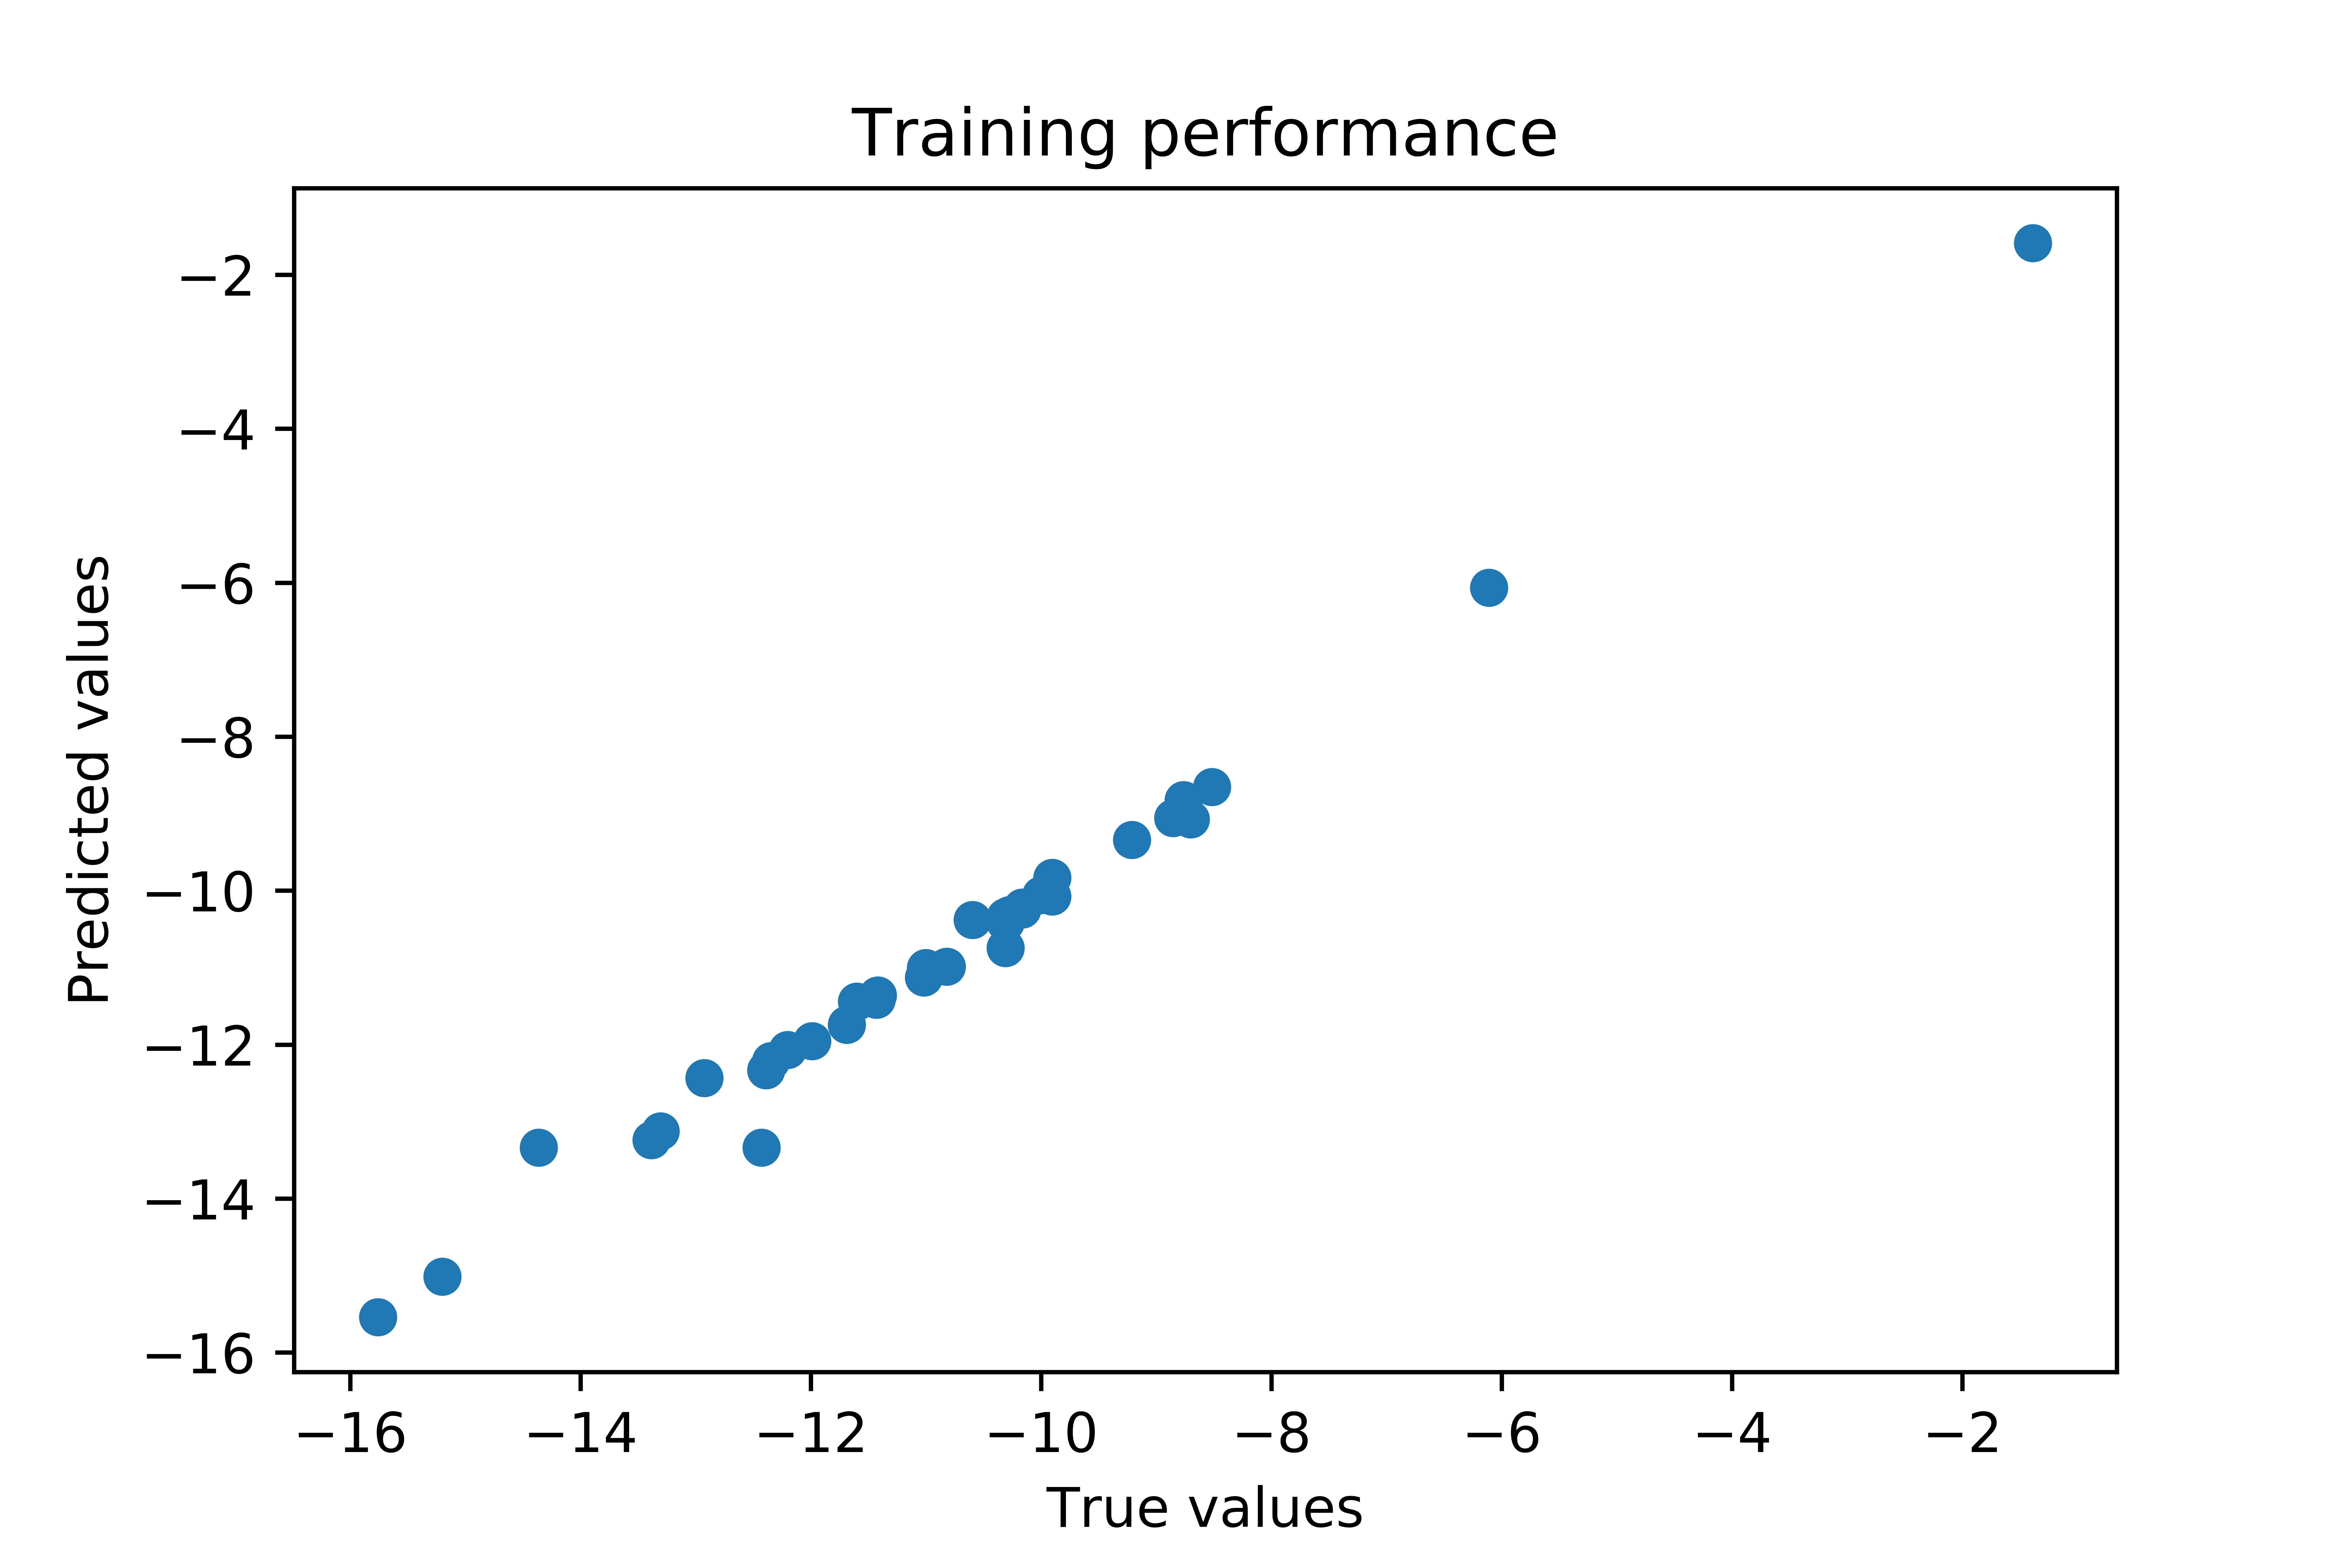 Training performance
Predicted values
−2
−4
−6
−8
−10
−12
−14
−16
−16 −14 −12 −10 −8 −6 −4 −2
True values